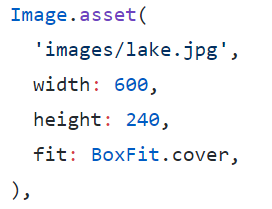 Image.asset(
  'images/lake.jpg',
  width: 600,
  height: 240,
  fit: BoxFit.cover,
),